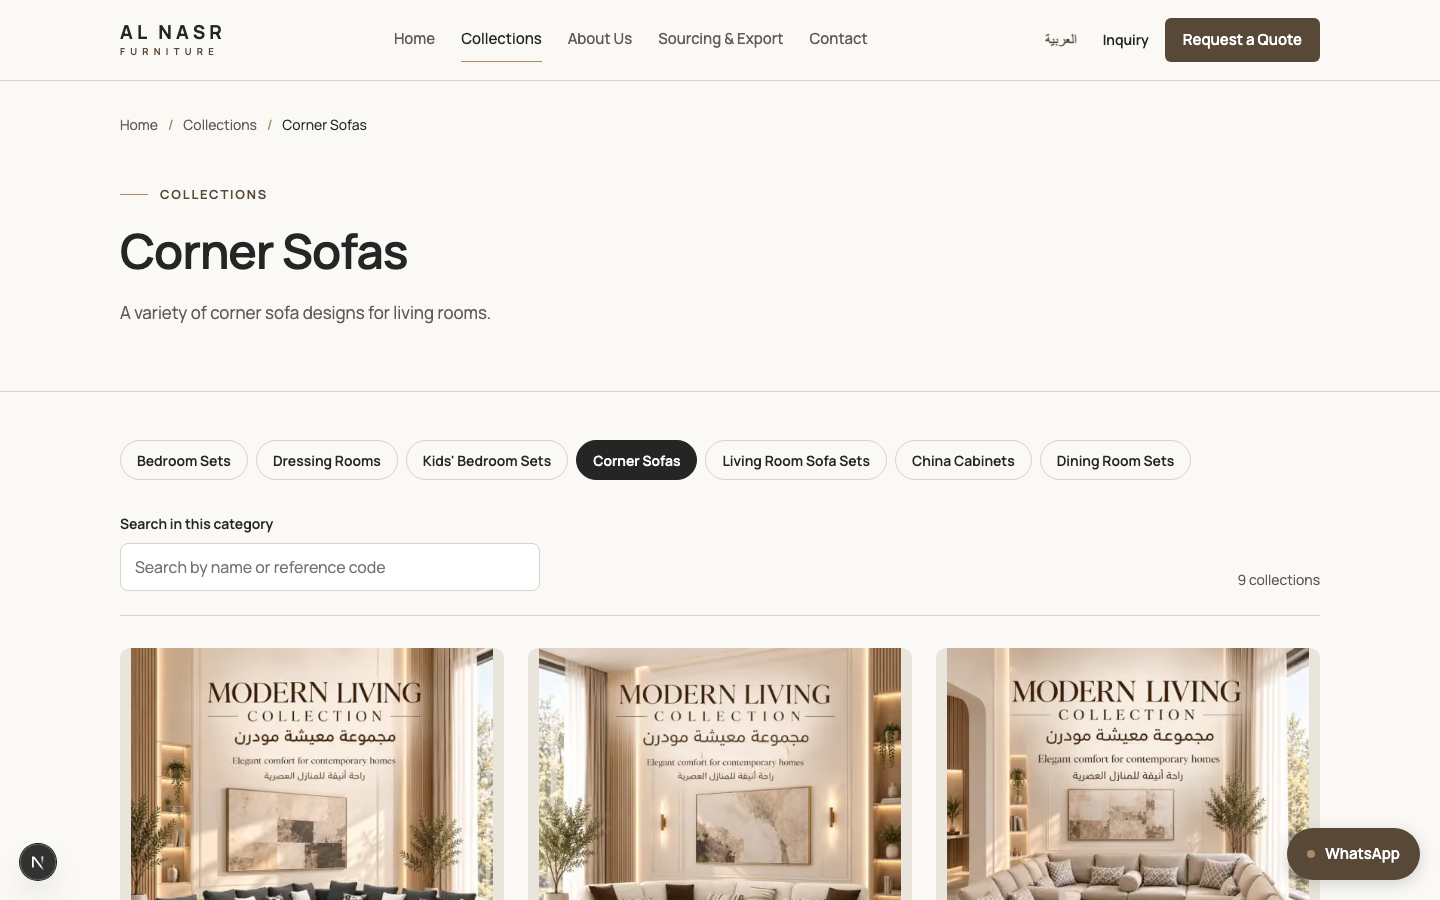 AL NASR
FURNITURE
Home
Collections
About Us
Sourcing & Export
Contact
العربية
Inquiry
Request a Quote
Home / Collections / Corner Sofas
COLLECTIONS
Corner Sofas
A variety of corner sofa designs for living rooms.
Bedroom Sets
Dressing Rooms
Kids' Bedroom Sets
Corner Sofas
Living Room Sofa Sets
China Cabinets
Dining Room Sets
Search in this category
Search by name or reference code
9 collections
MODERN LIVING
COLLECTION
مجموعة معيشة مودرن
Elegant comfort for contemporary homes
راحة أنيقة للمنازل العصرية
MODERN LIVING
COLLECTION
مجموعة معيشة مودرن
Elegant comfort for contemporary homes
راحة أنيقة للمنازل العصرية
MODERN LIVING
COLLECTION
مجموعة معيشة مودرن
Elegant comfort for contemporary homes
راحة أنيقة للمنازل العصرية
N
WhatsApp